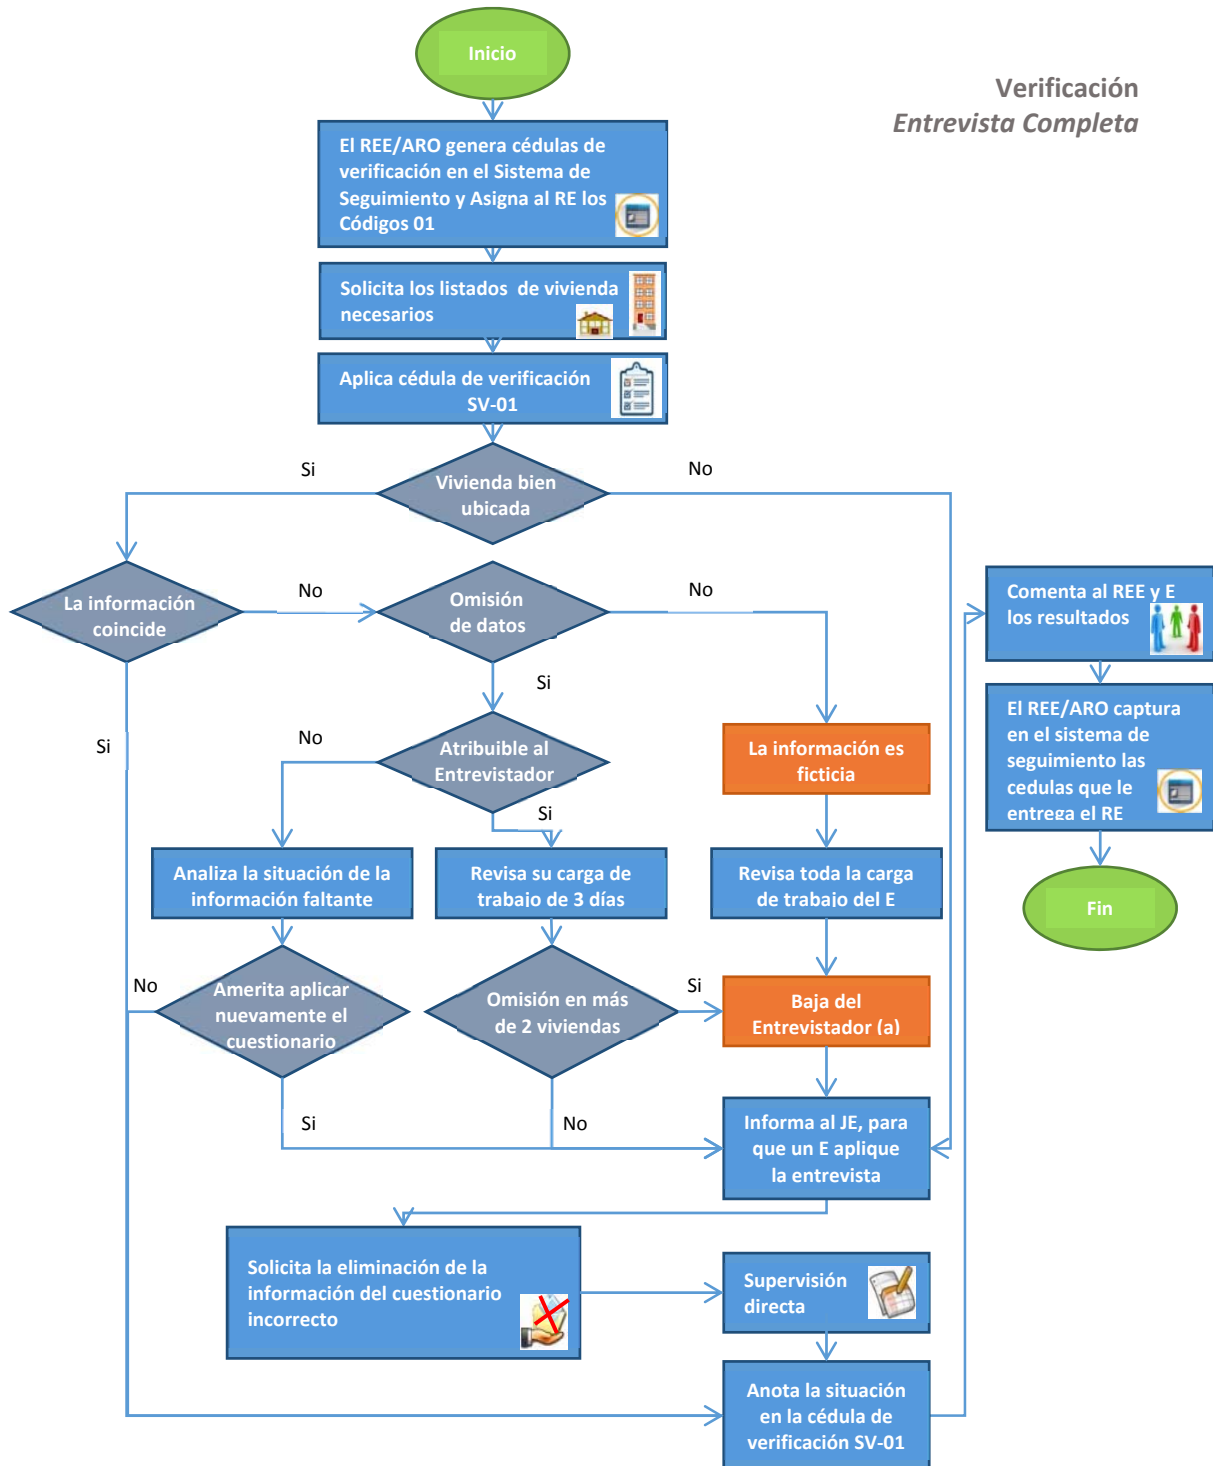 Inicio
Verificación
Entrevista Completa
El REE/ARO genera cédulas de
verificación en el Sistema de
Seguimiento y Asigna al RE los
Códigos 01
Solicita los listados de vivienda
necesarios
Aplica cédula de verificación
SV-01
Si
No
Vivienda bien
ubicada
La información
coincide
No
Omisión
de datos
No
Comenta al REE y E
los resultados
Si
Si
No
Atribuible al
Entrevistador
La información es
ficticia
El REE/ARO captura
en el sistema de
seguimiento las
cedulas que le
entrega el RE
Si
Analiza la situación de la
información faltante
Revisa su carga de
trabajo de 3 días
Revisa toda la carga
de trabajo del E
Fin
No
Amerita aplicar
nuevamente el
cuestionario
Omisión en más
de 2 viviendas
Si
Baja del
Entrevistador (a)
Si
No
Informa al JE, para
que un E aplique
la entrevista
Solicita la eliminación de la
información del cuestionario
incorrecto
Supervisión
directa
Anota la situación
en la cédula de
verificación SV-01